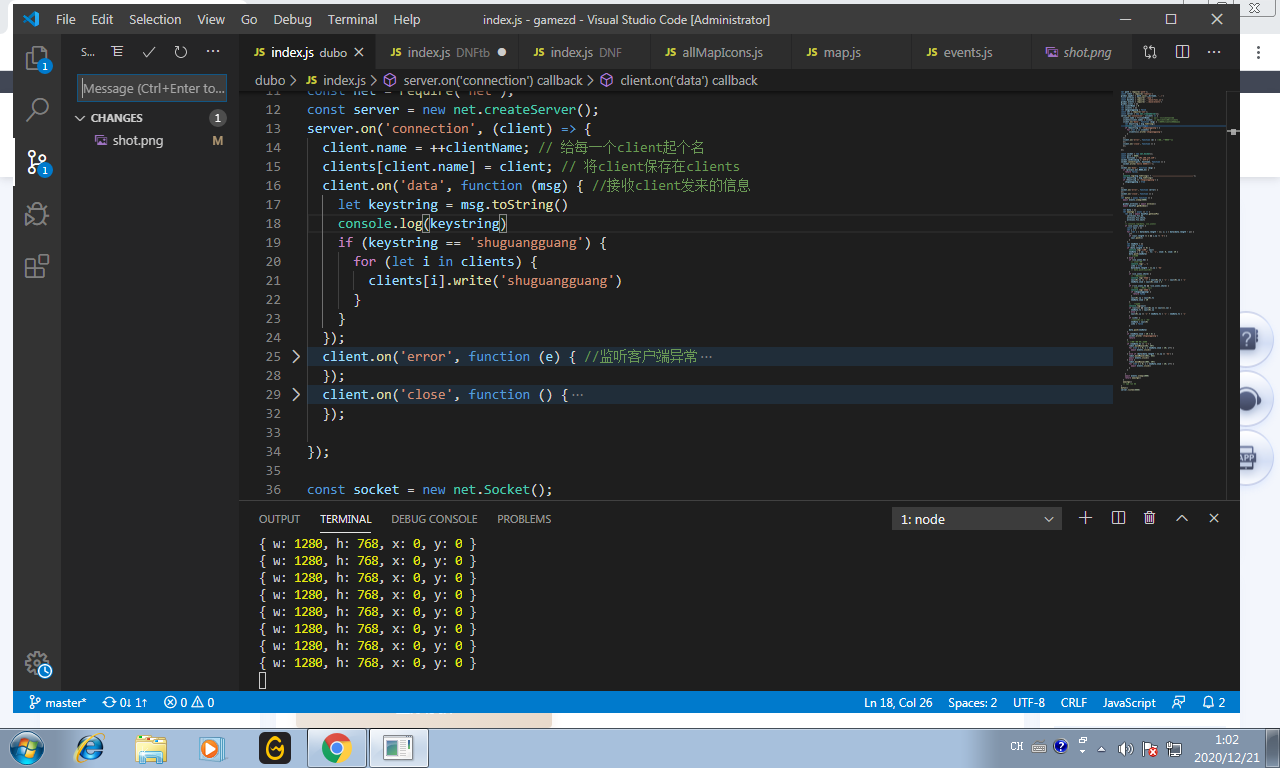 File Edit Selection View Go Debug Terminal Help index.js - gamezd - Visual Studio Code [Administrator]
S... JS index.js dubo JS index.js DNFtb JS index.js DNF JS allMapIcons.js JS map.js JS events.js shot.png
dubo > JS index.js > server.on('connection') callback > client.on('data') callback
Message (Ctrl+Enter to...
CHANGES 1
shot.png M
1
1
11 const net = require('net');
12 const server = new net.createServer();
13 server.on('connection', (client) => {
14 client.name = ++clientName; // 给每一个client起个名
15 clients[client.name] = client; // 将client保存在clients
16 client.on('data', function (msg) { //接收client发来的信息
17 let keystring = msg.toString()
18 console.log(keystring)
19 if (keystring == 'shuguangguang') {
20 for (let i in clients) {
21 clients[i].write('shuguangguang')
22 }
23 }
24 });
25 client.on('error', function (e) { //监听客户端异常 ...
28 });
29 client.on('close', function () { ...
32 });
33
34 });
35
36 const socket = new net.Socket();
OUTPUT TERMINAL DEBUG CONSOLE PROBLEMS 1: node
{ w: 1280, h: 768, x: 0, y: 0 }
{ w: 1280, h: 768, x: 0, y: 0 }
{ w: 1280, h: 768, x: 0, y: 0 }
{ w: 1280, h: 768, x: 0, y: 0 }
{ w: 1280, h: 768, x: 0, y: 0 }
{ w: 1280, h: 768, x: 0, y: 0 }
{ w: 1280, h: 768, x: 0, y: 0 }
{ w: 1280, h: 768, x: 0, y: 0 }
master* 0↓ 1↑ 0 0 Ln 18, Col 26 Spaces: 2 UTF-8 CRLF JavaScript 2
APP
CH 1:02
2020/12/21